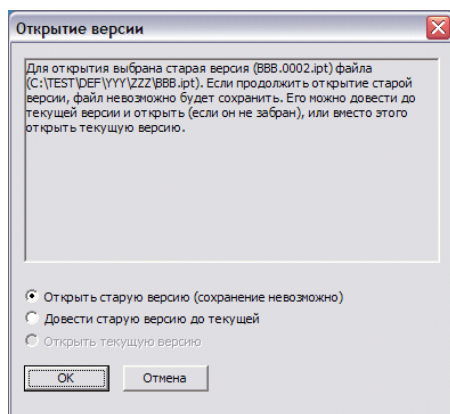 Открытие версии
Для открытия выбрана старая версия (BBB.0002.ipt) файла
(C:\TEST\DEF\YYY\ZZZ\BBB.ipt). Если продолжить открытие старой
версии, файл невозможно будет сохранить. Его можно довести до
текущей версии и открыть (если он не забран), или вместо этого
открыть текущую версию.
Открыть старую версию (сохранение невозможно)
Довести старую версию до текущей
Открыть текущую версию
ОК
Отмена